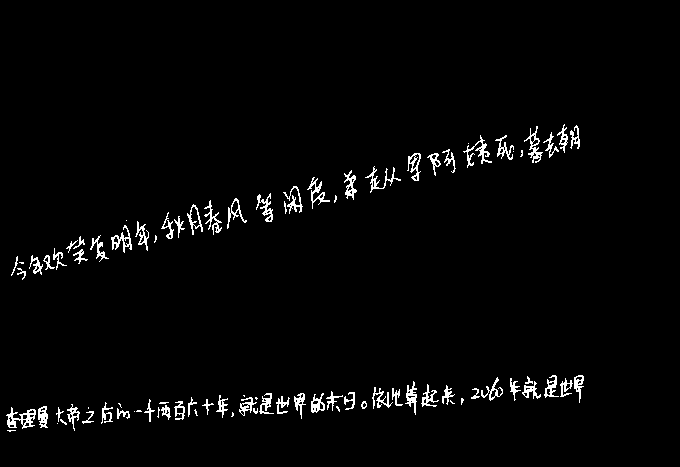 今年欢荣复明年,秋月春风等闲度,弟走从军阿姨死,暮去朝
查理曼大帝之后的一千两百六十年,就是世界的末日。依此算起来,2060年就是世界